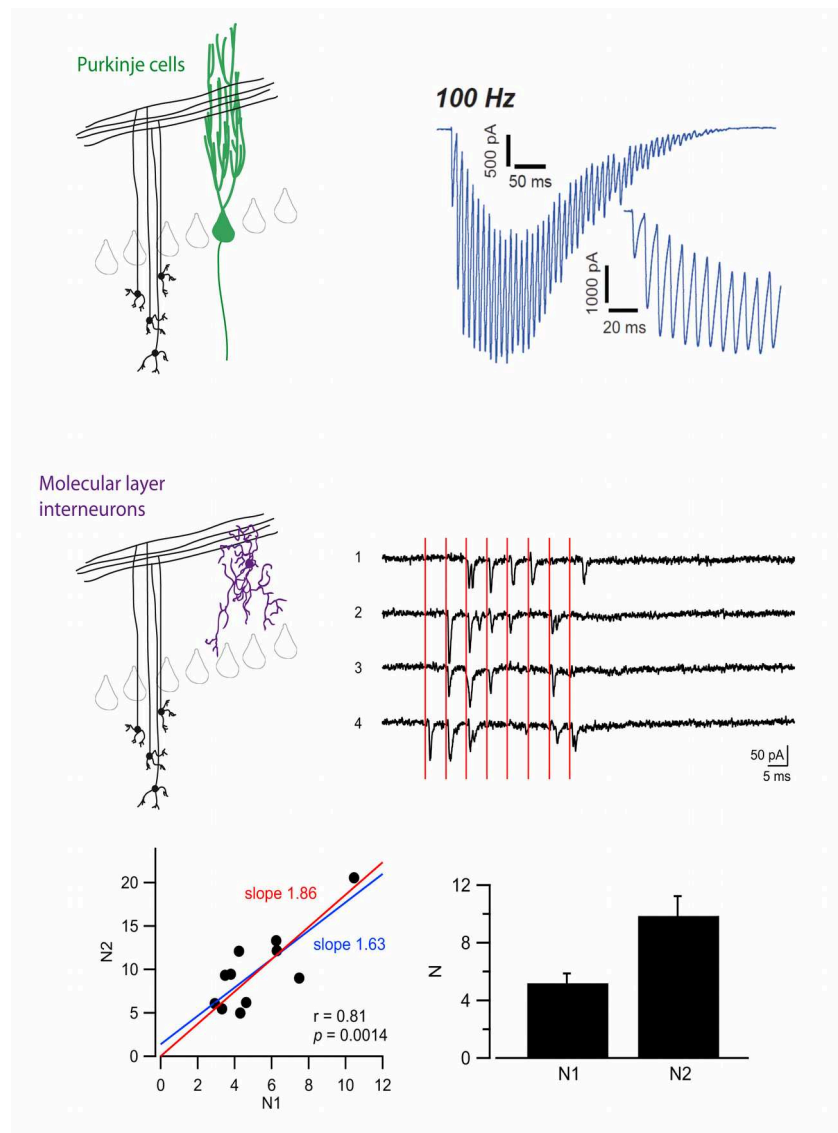 Purkinje cells
100 Hz
500 pA
50 ms
1000 pA
20 ms
Molecular layer
interneurons
1
2
3
4
50 pA
5 ms
20
15
10
5
0
N2
slope 1.86
slope 1.63
r = 0.81
p = 0.0014
0 2 4 6 8 10 12
N1
12
8
4
0
N
N1 N2